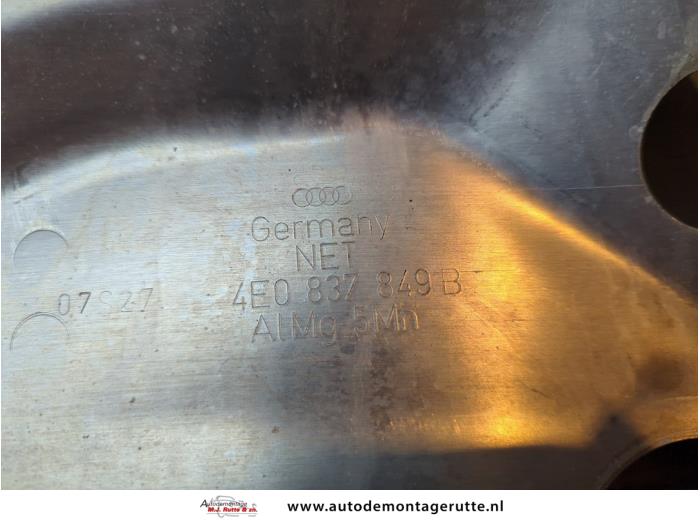 Germany
NET
07 S 27 4E0 837 849 B
AlMg 5Mn
Autodemontage
M.J. Rutte & zn.
www.autodemontagerutte.nl